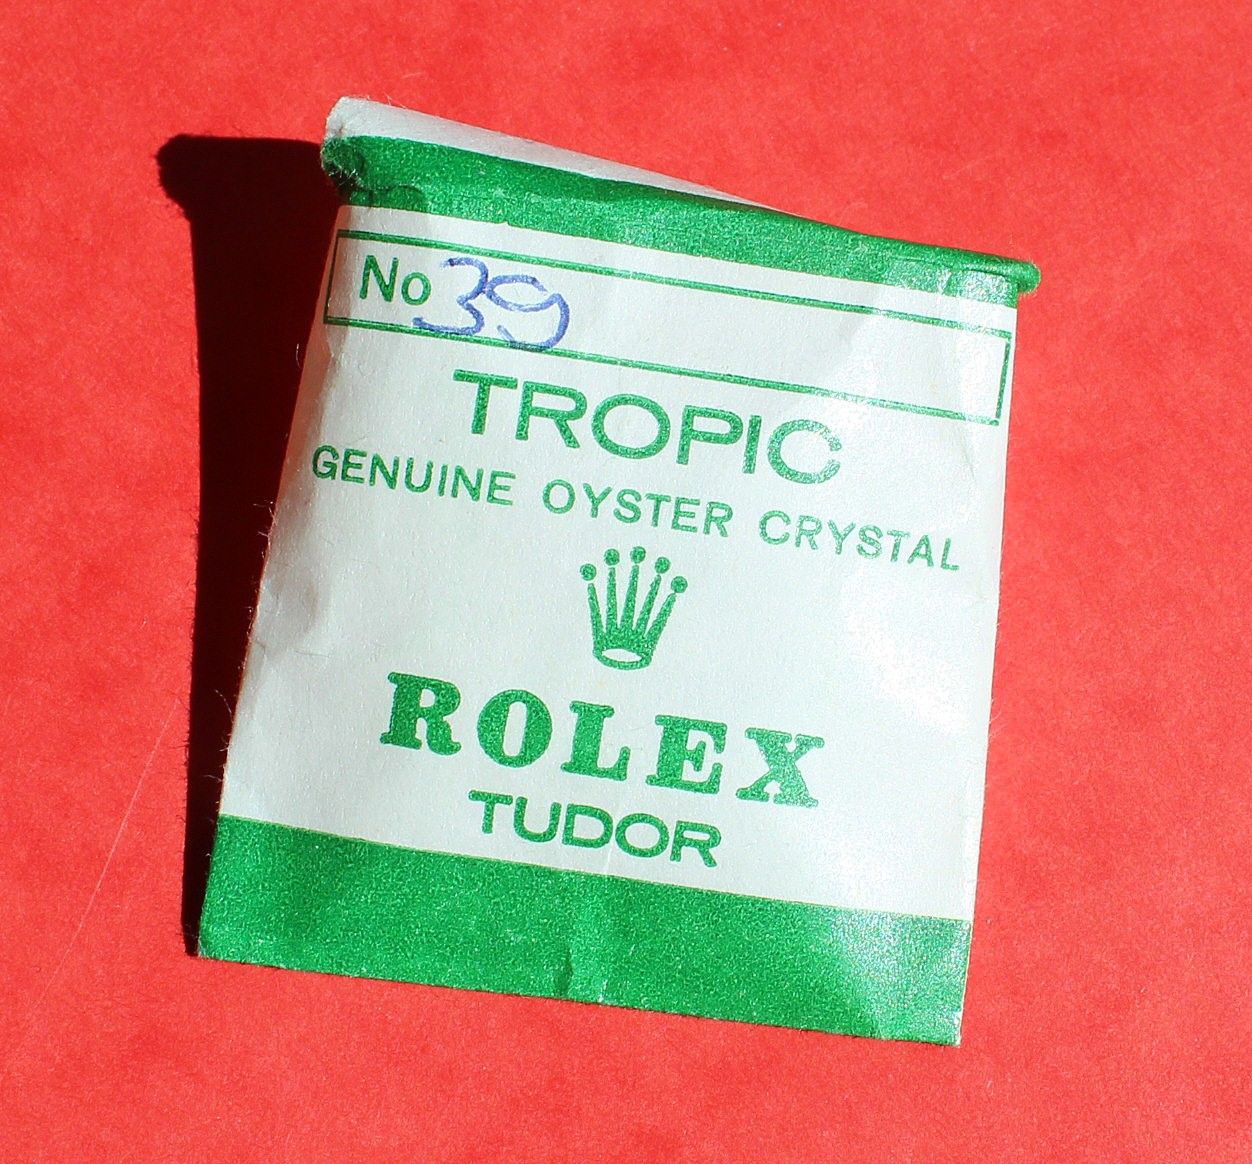 No 39
TROPIC
GENUINE OYSTER CRYSTAL
ROLEX
TUDOR